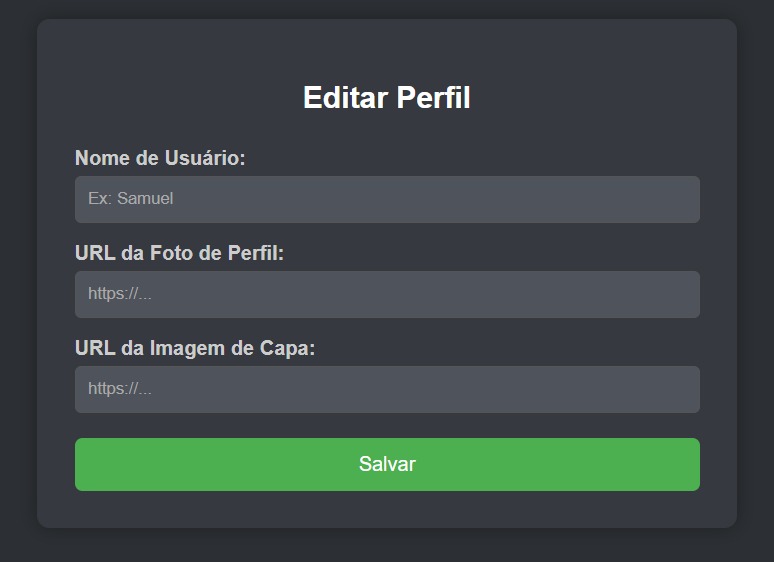 Editar Perfil
Nome de Usuário:
Ex: Samuel
URL da Foto de Perfil:
https://...
URL da Imagem de Capa:
https://...
Salvar